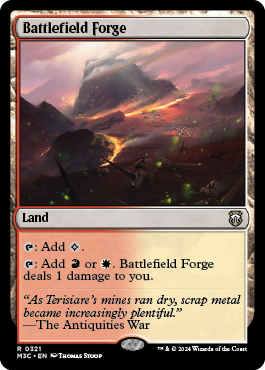 Battlefield Forge
Land
: Add .
: Add or . Battlefield Forge
deals 1 damage to you.
"As Terisiare's mines ran dry, scrap metal
became increasingly plentiful."
—The Antiquities War
R 0321
M3C • EN Thomas Stoop
™ & © 2024 Wizards of the Coast